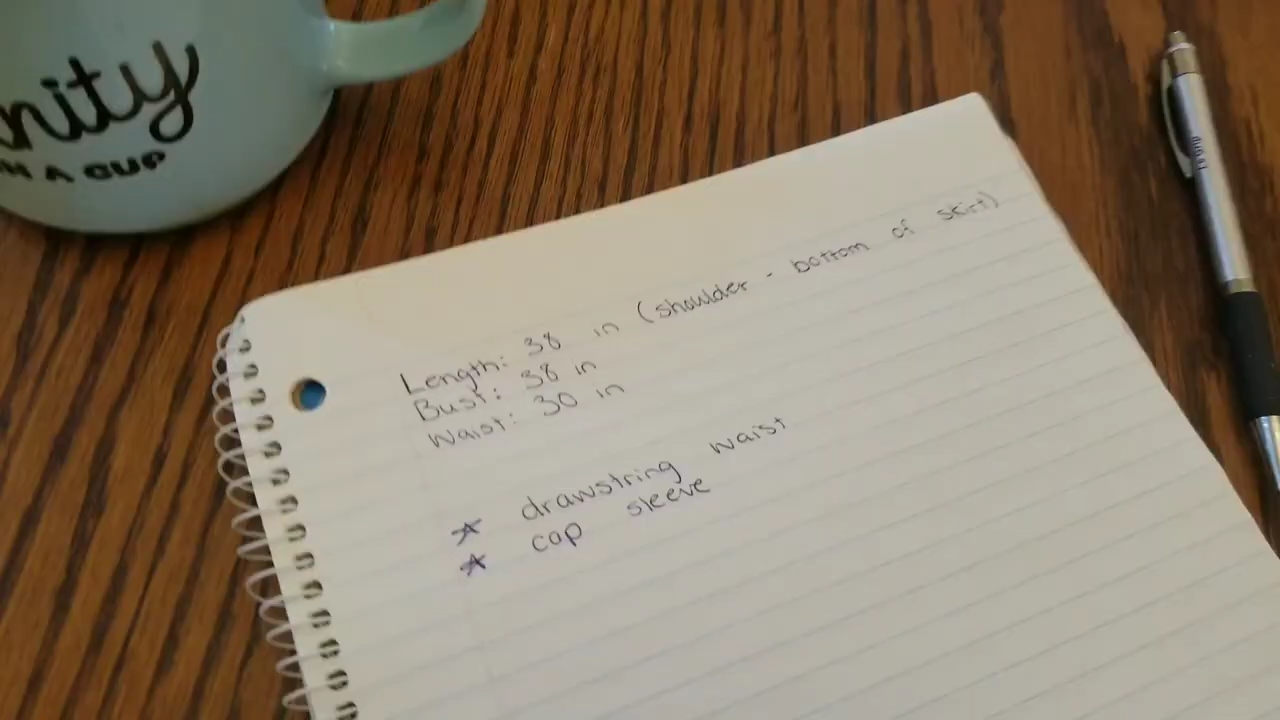 nity
N A CUP
Length: 38 in (shoulder - bottom of skirt)
Bust: 38 in
Waist: 30 in
* drawstring waist
* cap sleeve